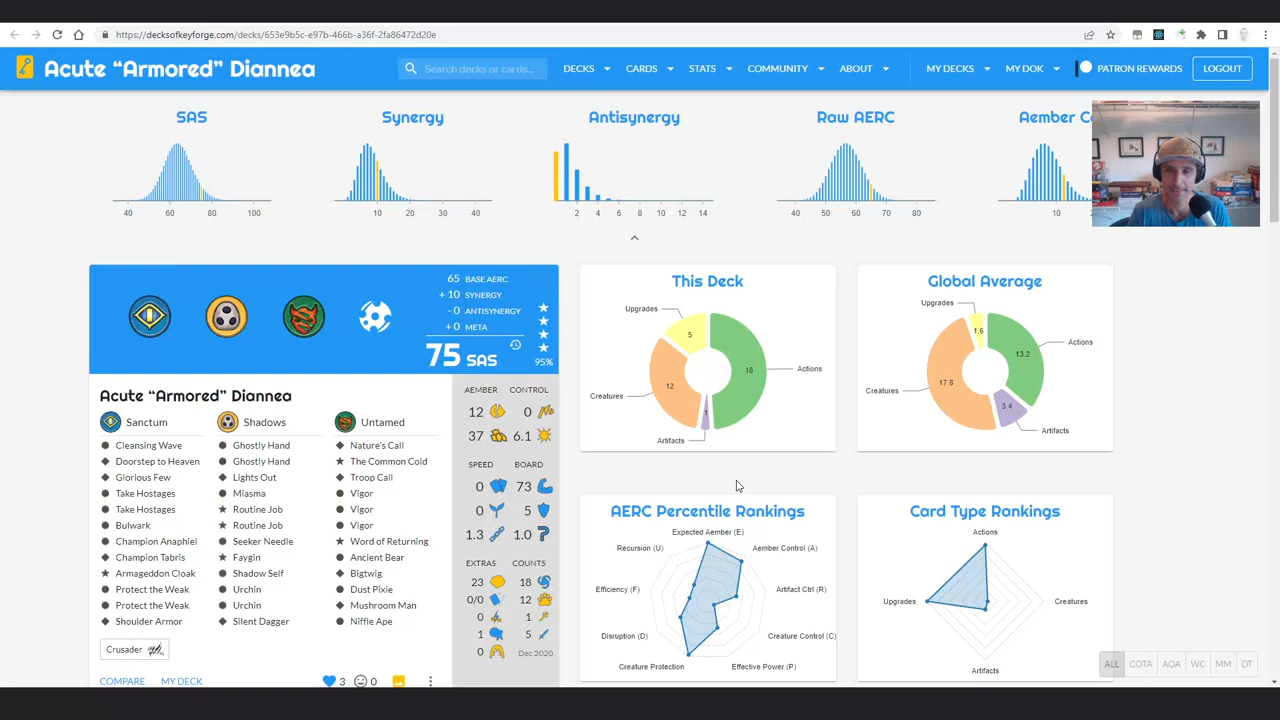 https://decksofkeyforge.com/decks/653e9b5c-e97b-466b-a36f-2fa86472d20e
Acute “Armored” Diannea
Search decks or cards...
DECKS
CARDS
STATS
COMMUNITY
ABOUT
MY DECKS
MY DOK
PATRON REWARDS
LOGOUT
SAS
Synergy
Antisynergy
Raw AERC
Aember C
40 60 80 100
10 20 30 40
2 4 6 8 10 12 14
40 50 60 70 80
10
65 BASE AERC
+ 10 SYNERGY
- 0 ANTISYNERGY
+ 0 META
75 SAS
95%
Acute “Armored” Diannea
Sanctum
Cleansing Wave
Doorstep to Heaven
Glorious Few
Take Hostages
Take Hostages
Bulwark
Champion Anaphiel
Champion Tabris
Armageddon Cloak
Protect the Weak
Protect the Weak
Shoulder Armor
Shadows
Ghostly Hand
Ghostly Hand
Lights Out
Miasma
Routine Job
Routine Job
Seeker Needle
Faygin
Shadow Self
Urchin
Urchin
Silent Dagger
Untamed
Nature's Call
The Common Cold
Troop Call
Vigor
Vigor
Vigor
Word of Returning
Ancient Bear
Bigtwig
Dust Pixie
Mushroom Man
Niffle Ape
Crusader
COMPARE
MY DECK
3
0
AEMBER CONTROL
12 0
37 6.1
SPEED BOARD
0 73
0 5
1.3 1.0
EXTRAS COUNTS
23 18
0/0 12
0 1
1 5
0 Dec 2020
This Deck
Upgrades
5
18
Actions
12
Creatures
1
Artifacts
Global Average
Upgrades
1.6
13.2
Actions
17.8
Creatures
3.4
Artifacts
AERC Percentile Rankings
Expected Aember (E)
Recursion (U)
Aember Control (A)
Efficiency (F)
Artifact Ctrl (R)
Disruption (D)
Creature Control (C)
Creature Protection
Effective Power (P)
Card Type Rankings
Actions
Upgrades
Creatures
Artifacts
ALL COTA AOA WC MM DT